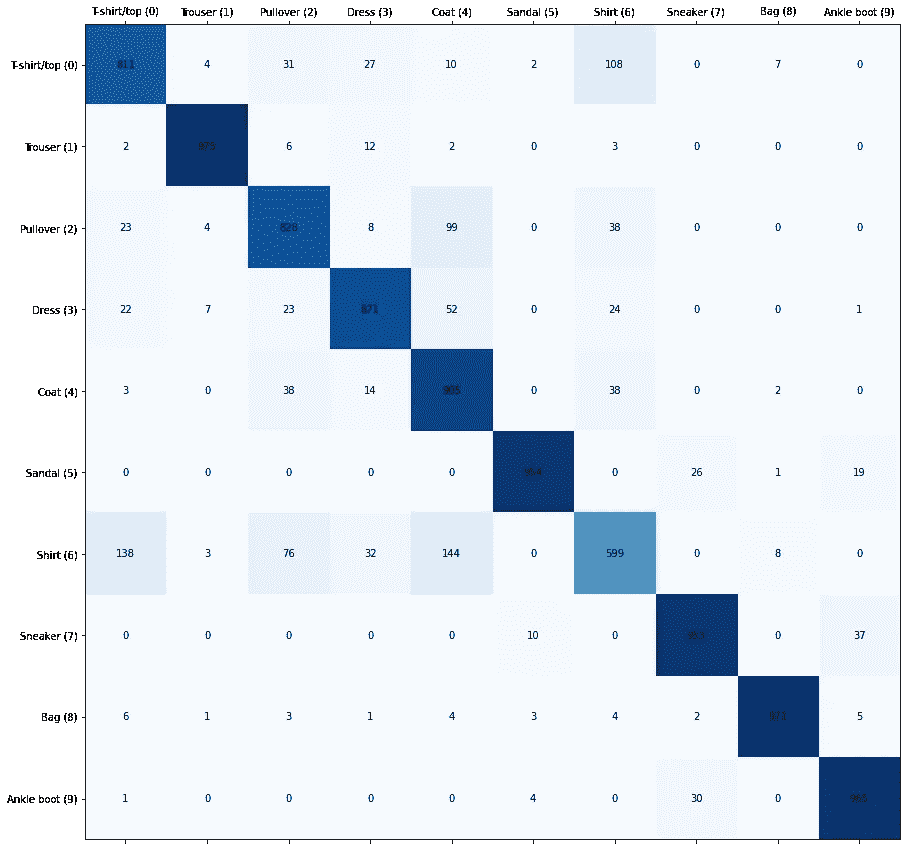 T-shirt/top (0) Trouser (1) Pullover (2) Dress (3) Coat (4) Sandal (5) Shirt (6) Sneaker (7) Bag (8) Ankle boot (9)
T-shirt/top (0) 811 4 31 27 10 2 108 0 7 0
Trouser (1) 2 975 6 12 2 0 3 0 0 0
Pullover (2) 23 4 828 8 99 0 38 0 0 0
Dress (3) 22 7 23 871 52 0 24 0 0 1
Coat (4) 3 0 38 14 905 0 38 0 2 0
Sandal (5) 0 0 0 0 0 954 0 26 1 19
Shirt (6) 138 3 76 32 144 0 599 0 8 0
Sneaker (7) 0 0 0 0 0 10 0 953 0 37
Bag (8) 6 1 3 1 4 3 4 2 971 5
Ankle boot (9) 1 0 0 0 0 4 0 30 0 965